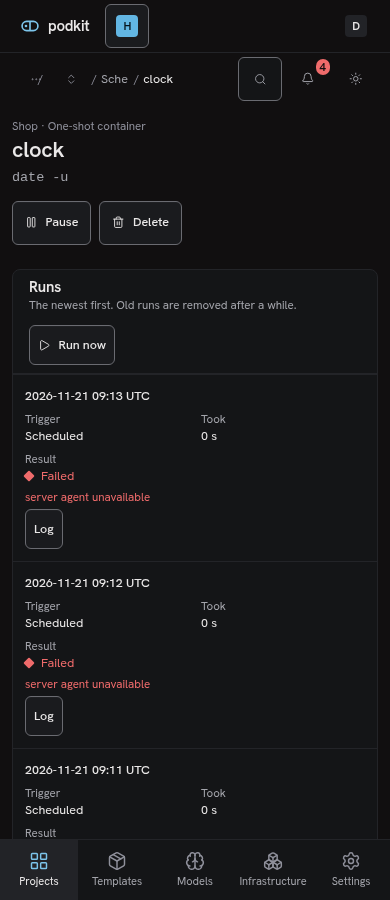 podkit
H
D
··/
/ Sche / clock
4
Shop · One-shot container
clock
date -u
Pause
Delete
Runs
The newest first. Old runs are removed after a while.
Run now
2026-11-21 09:13 UTC
Trigger
Took
Scheduled
0 s
Result
Failed
server agent unavailable
Log
2026-11-21 09:12 UTC
Trigger
Took
Scheduled
0 s
Result
Failed
server agent unavailable
Log
2026-11-21 09:11 UTC
Trigger
Took
Scheduled
0 s
Result
Projects
Templates
Models
Infrastructure
Settings